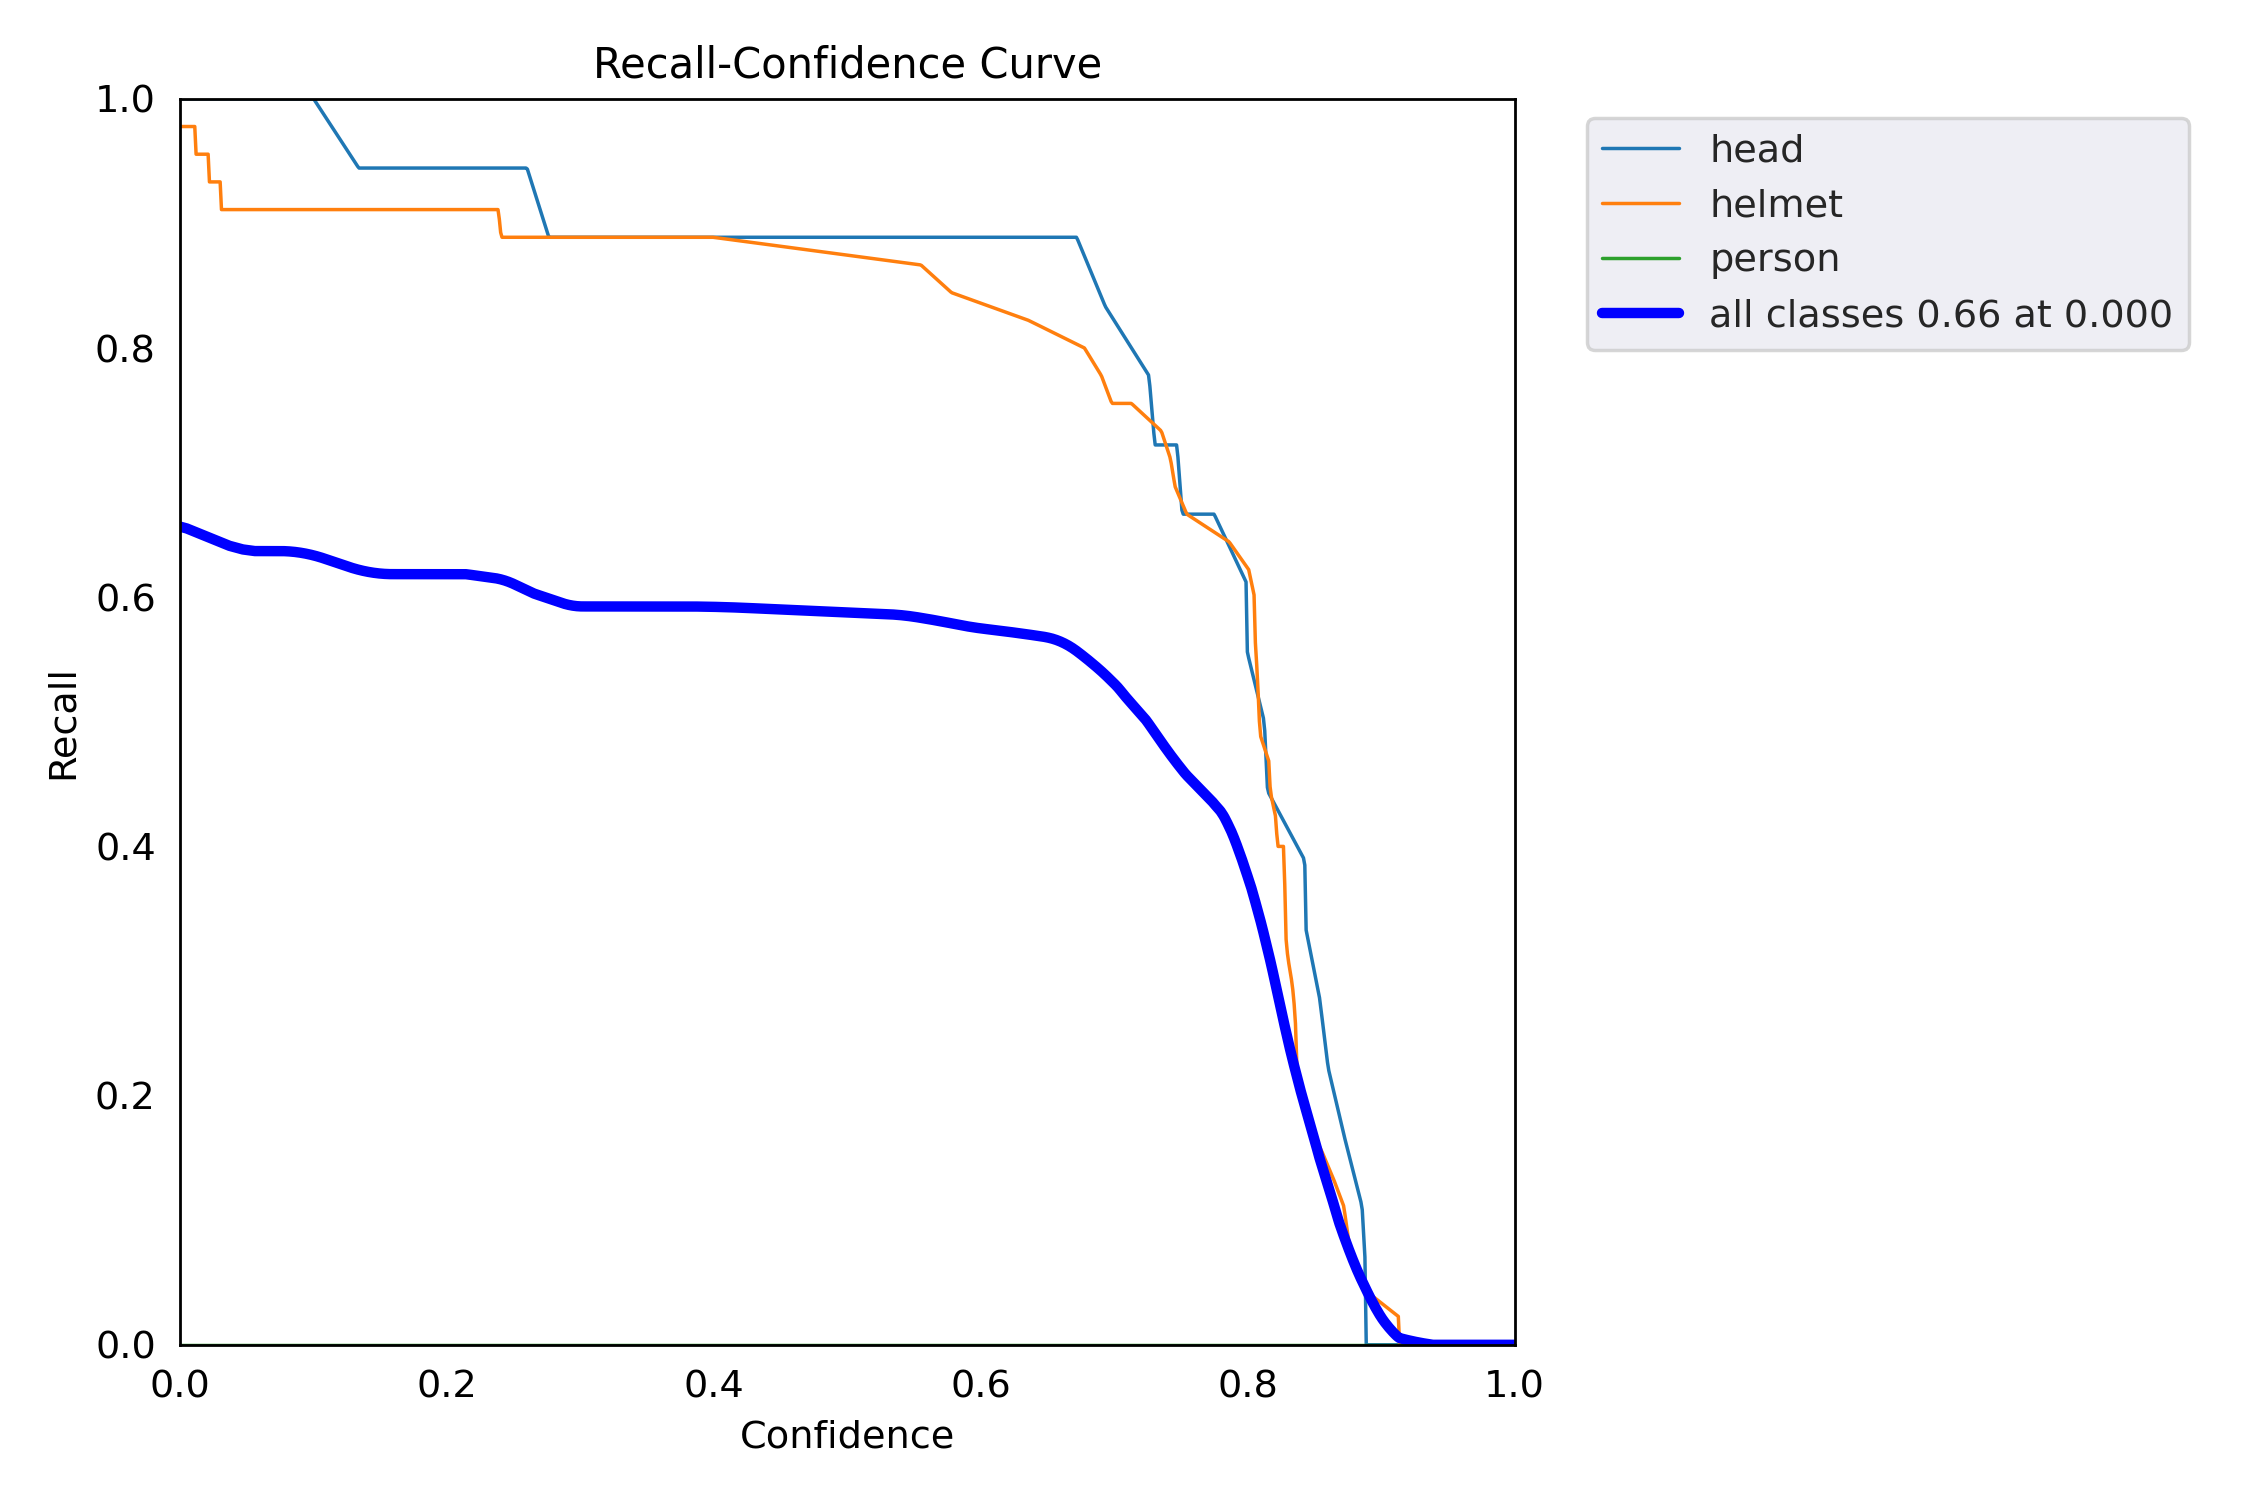 Recall-Confidence Curve
1.0
0.8
0.6
0.4
0.2
0.0
Recall
0.0 0.2 0.4 0.6 0.8 1.0
Confidence
head
helmet
person
all classes 0.66 at 0.000